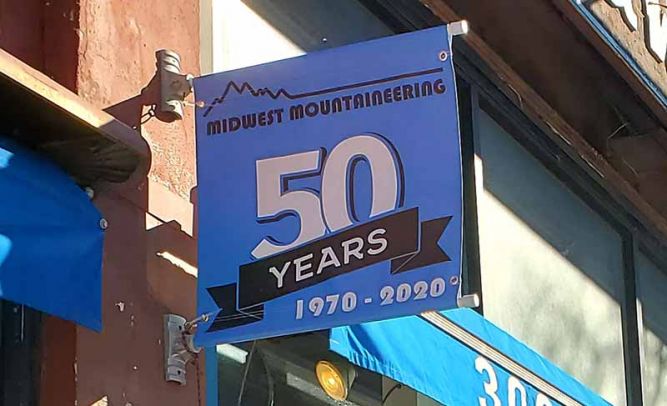 MIDWEST MOUNTAINEERING
50
YEARS
1970 - 2020